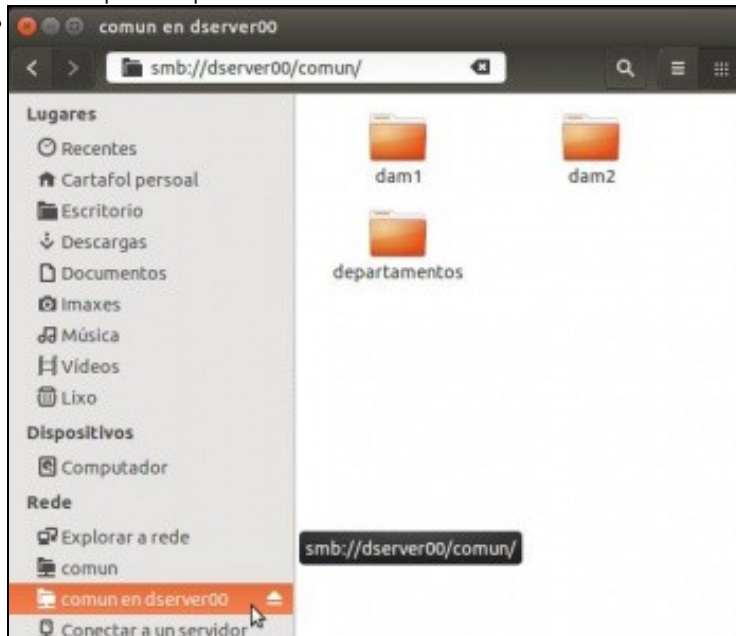 comun en dserver00
smb://dserver00/comun/
Lugares
Recentes
Cartafol persoal
Escritorio
Descargas
Documentos
Imaxes
Música
Vídeos
Lixo
Dispositivos
Computador
Rede
Explorar a rede
comun
comun en dserver00
Conectar a un servidor
dam1
dam2
departamentos
smb://dserver00/comun/